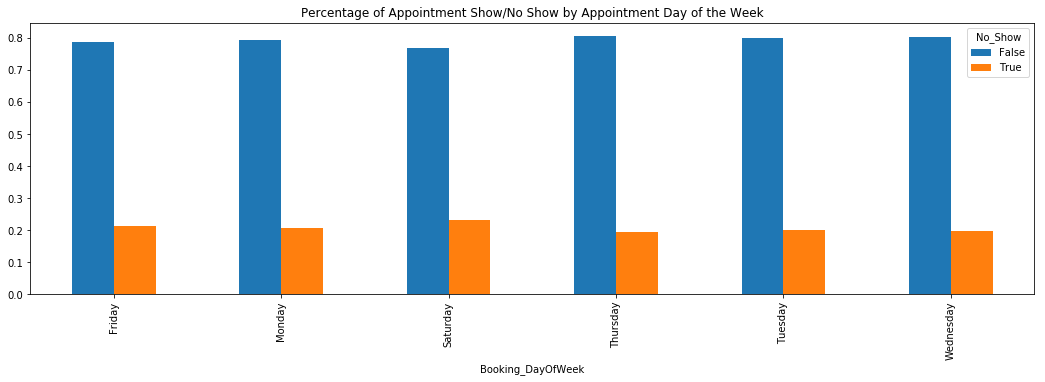 Percentage of Appointment Show/No Show by Appointment Day of the Week
0.8
0.7
0.6
0.5
0.4
0.3
0.2
0.1
0.0
No_Show
False
True
Friday
Monday
Saturday
Thursday
Tuesday
Wednesday
Booking_DayOfWeek